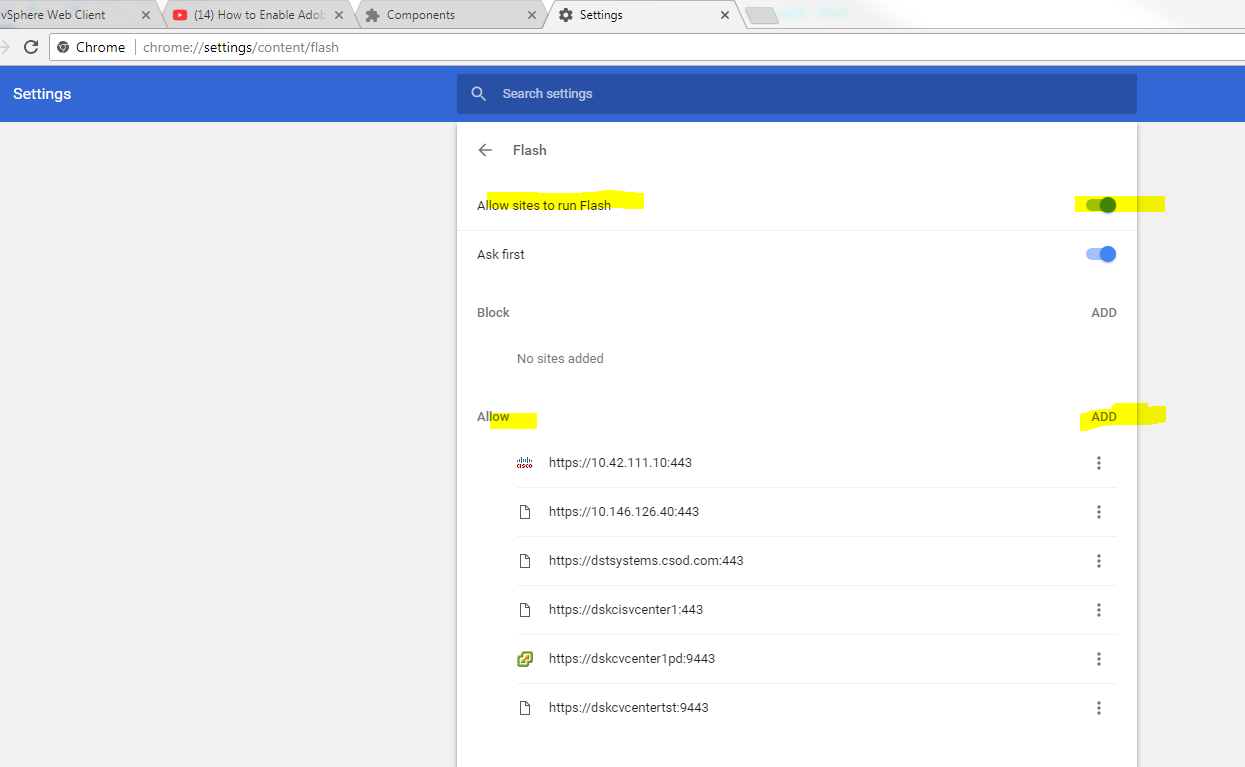 vSphere Web Client
(14) How to Enable Adob
Components
Settings
Chrome
chrome://settings/content/flash
Settings
Search settings
Flash
Allow sites to run Flash
Ask first
Block
ADD
No sites added
Allow
ADD
cisco
https://10.42.111.10:443
https://10.146.126.40:443
https://dstsystems.csod.com:443
https://dskcisvcenter1:443
https://dskcvcenter1pd:9443
https://dskcvcentertst:9443